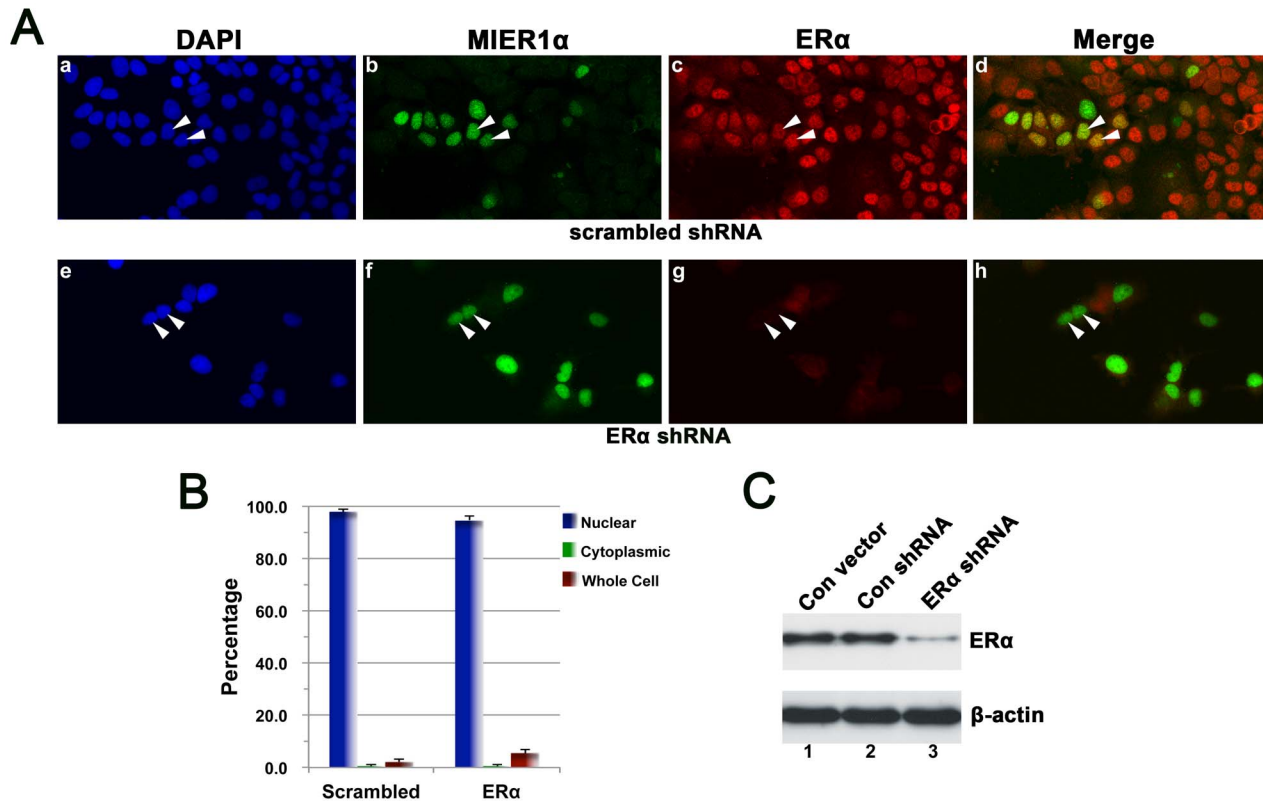 A
DAPI MIER1α ERα Merge
a b c d
scrambled shRNA
e f g h
ERα shRNA
B
100.0
80.0
60.0
40.0
20.0
0.0
Percentage
Nuclear
Cytoplasmic
Whole Cell
Scrambled ERα
C
Con vector
Con shRNA
ERα shRNA
ERα
β-actin
1 2 3